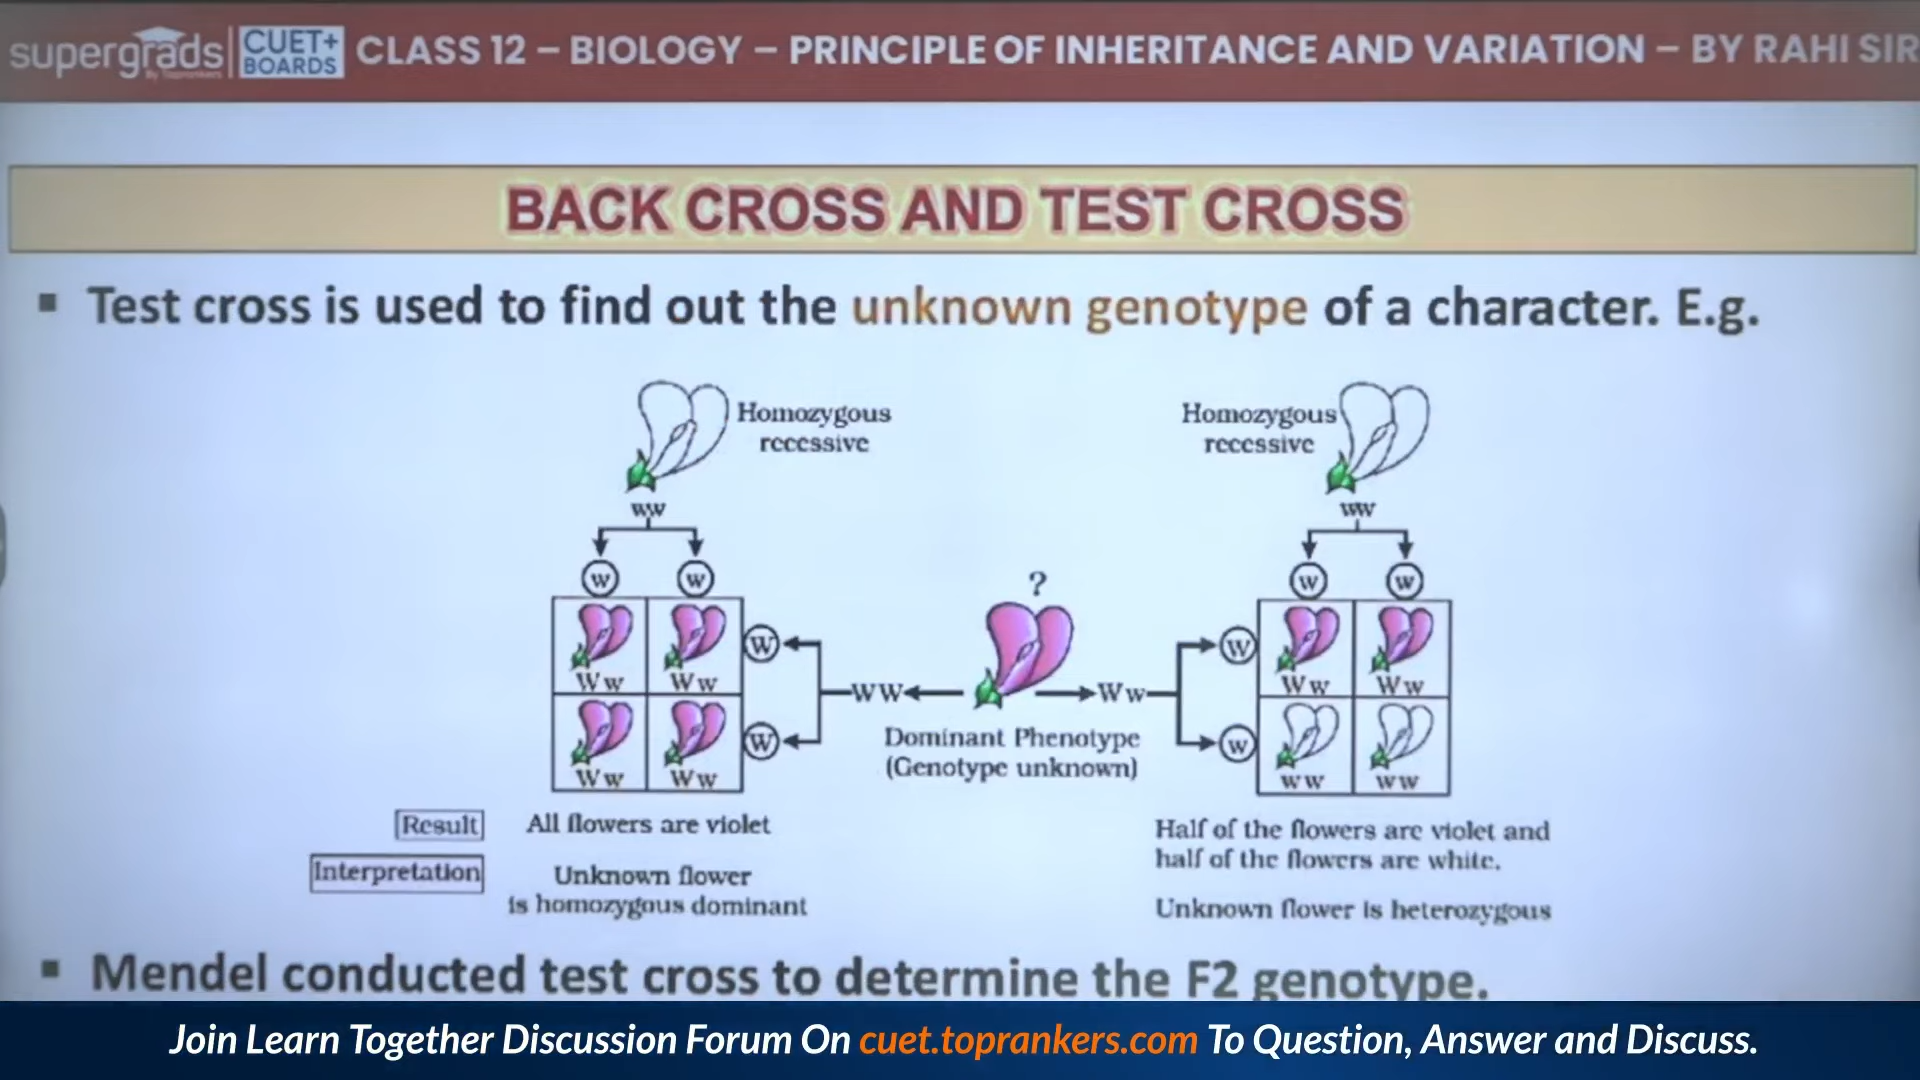 supergrads
By Toprankers
CUET+
BOARDS
CLASS 12 – BIOLOGY – PRINCIPLE OF INHERITANCE AND VARIATION – BY RAHI SIR
BACK CROSS AND TEST CROSS
▪ Test cross is used to find out the unknown genotype of a character. E.g.
Homozygous
recessive
ww
w w
Ww Ww
Ww Ww
W
W
WW
?
Dominant Phenotype
(Genotype unknown)
Ww
Homozygous
recessive
ww
w w
W
w
Ww Ww
ww ww
Result
All flowers are violet
Interpretation
Unknown flower
is homozygous dominant
Half of the flowers are violet and
half of the flowers are white.
Unknown flower is heterozygous
▪ Mendel conducted test cross to determine the F2 genotype.
Join Learn Together Discussion Forum On cuet.toprankers.com To Question, Answer and Discuss.